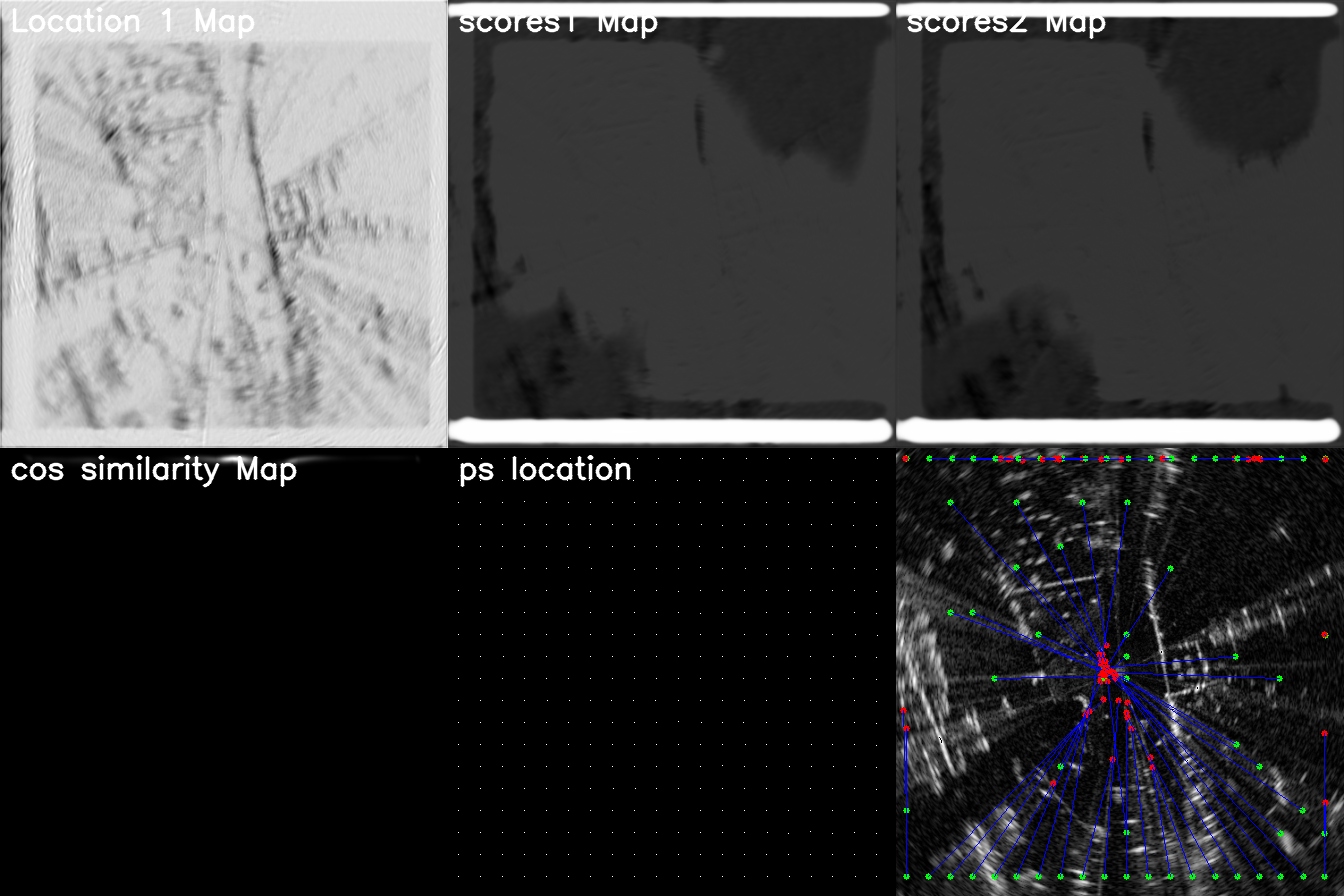 Location 1 Map
scores1 Map
scores2 Map
cos similarity Map
ps location